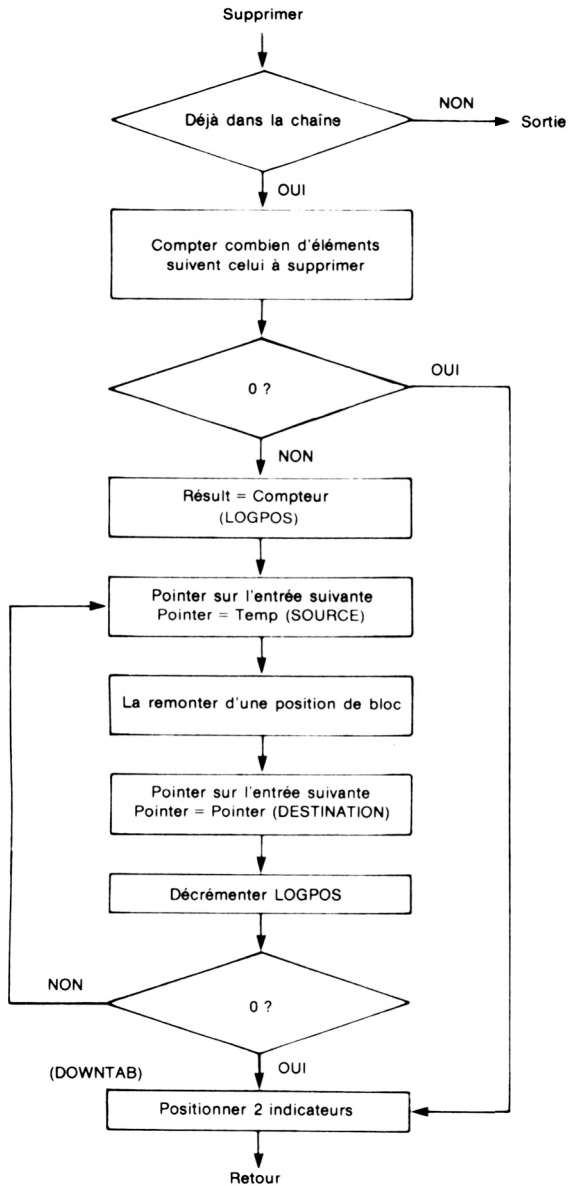 Supprimer
Déjà dans la chaîne
NON
Sortie
OUI
Compter combien d'éléments
suivent celui à supprimer
0 ?
OUI
NON
Résult = Compteur
(LOGPOS)
Pointer sur l'entrée suivante
Pointer = Temp (SOURCE)
La remonter d'une position de bloc
Pointer sur l'entrée suivante
Pointer = Pointer (DESTINATION)
Décrémenter LOGPOS
NON
0 ?
OUI
(DOWNTAB)
Positionner 2 indicateurs
Retour